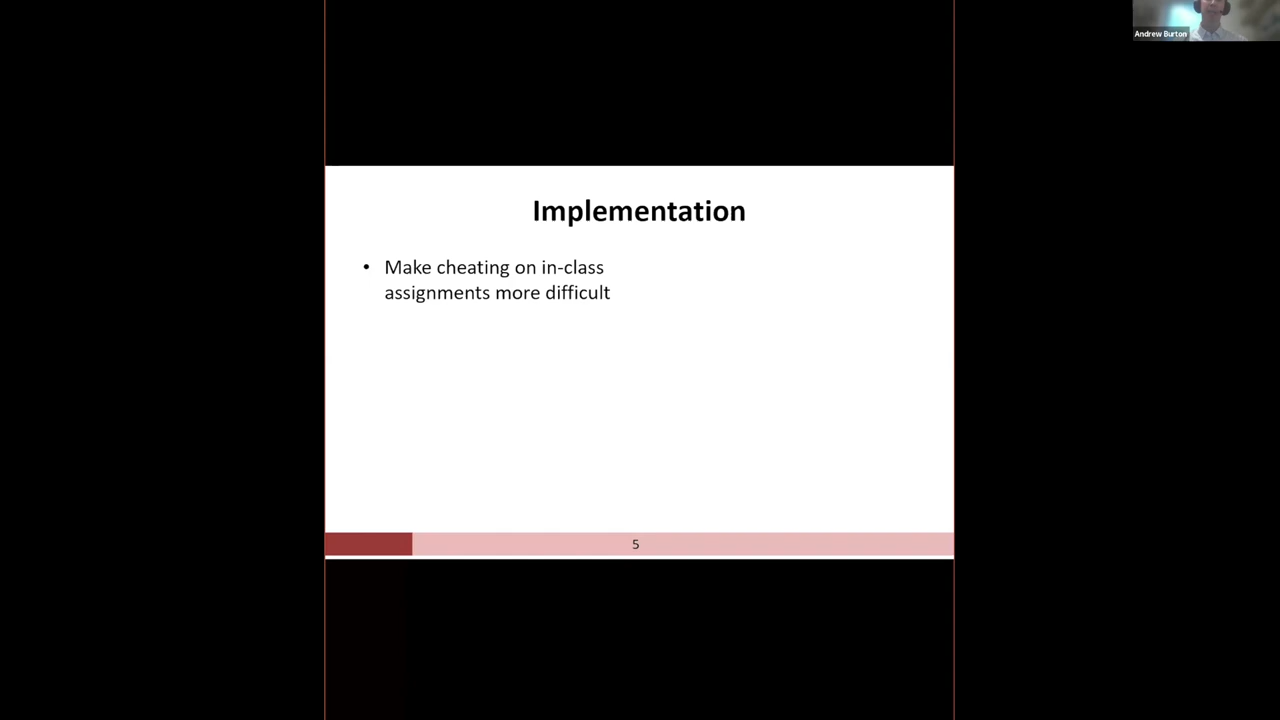 Andrew Burton
Implementation
• Make cheating on in-class
assignments more difficult
5